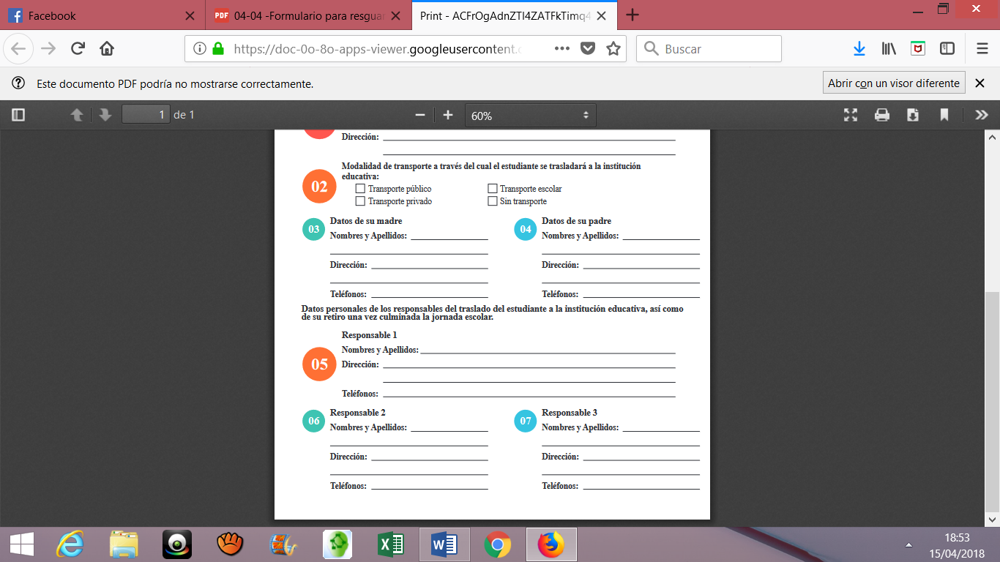 Facebook
04-04 -Formulario para resguar
Print - ACFrOgAdnZTl4ZATFkTimq4
https://doc-0o-8o-apps-viewer.googleusercontent.c
Buscar
Este documento PDF podría no mostrarse correctamente.
Abrir con un visor diferente
1 de 1
60%
Dirección:
02
Modalidad de transporte a través del cual el estudiante se trasladará a la institución
educativa:
Transporte público
Transporte escolar
Transporte privado
Sin transporte
03
Datos de su madre
Nombres y Apellidos:
Dirección:
Teléfonos:
04
Datos de su padre
Nombres y Apellidos:
Dirección:
Teléfonos:
Datos personales de los responsables del traslado del estudiante a la institución educativa, así como
de su retiro una vez culminada la jornada escolar.
05
Responsable 1
Nombres y Apellidos:
Dirección:
Teléfonos:
06
Responsable 2
Nombres y Apellidos:
Dirección:
Teléfonos:
07
Responsable 3
Nombres y Apellidos:
Dirección:
Teléfonos:
18:53
15/04/2018